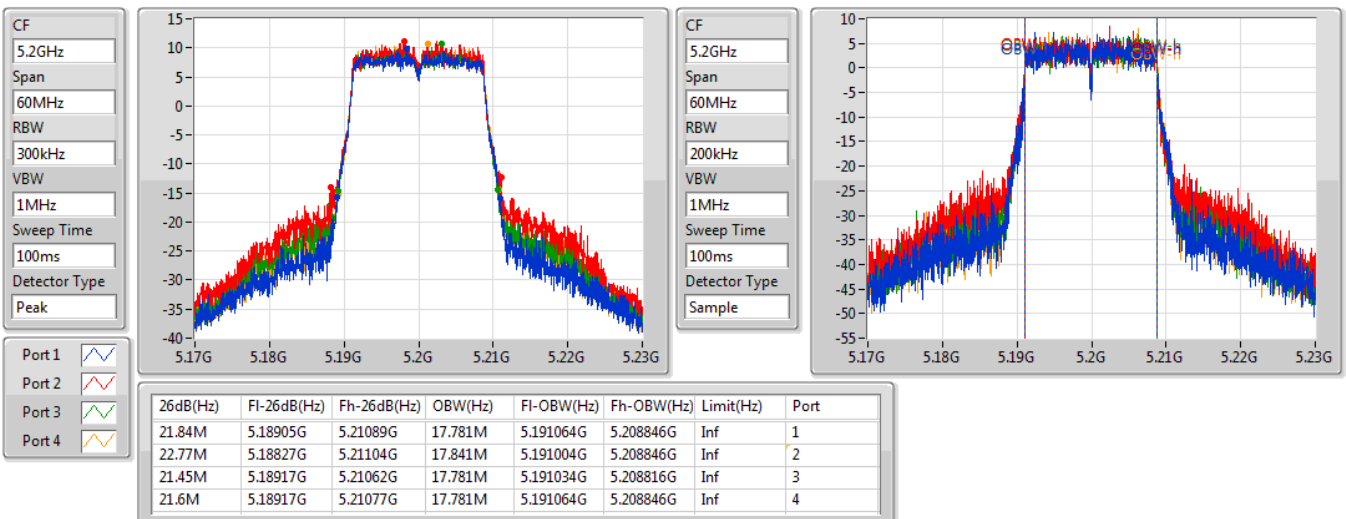 CF
5.2GHz
Span
60MHz
RBW
300kHz
VBW
1MHz
Sweep Time
100ms
Detector Type
Peak
15
10
5
0
-5
-10
-15
-20
-25
-30
-35
-40
5.17G 5.18G 5.19G 5.2G 5.21G 5.22G 5.23G
CF
5.2GHz
Span
60MHz
RBW
200kHz
VBW
1MHz
Sweep Time
100ms
Detector Type
Sample
10
5
0
-5
-10
-15
-20
-25
-30
-35
-40
-45
-50
-55
5.17G 5.18G 5.19G 5.2G 5.21G 5.22G 5.23G
Port 1
Port 2
Port 3
Port 4
26dB(Hz) Fl-26dB(Hz) Fh-26dB(Hz) OBW(Hz) Fl-OBW(Hz) Fh-OBW(Hz) Limit(Hz) Port
21.84M 5.18905G 5.21089G 17.781M 5.191064G 5.208846G Inf 1
22.77M 5.18827G 5.21104G 17.841M 5.191004G 5.208846G Inf 2
21.45M 5.18917G 5.21062G 17.781M 5.191034G 5.208816G Inf 3
21.6M 5.18917G 5.21077G 17.781M 5.191064G 5.208846G Inf 4